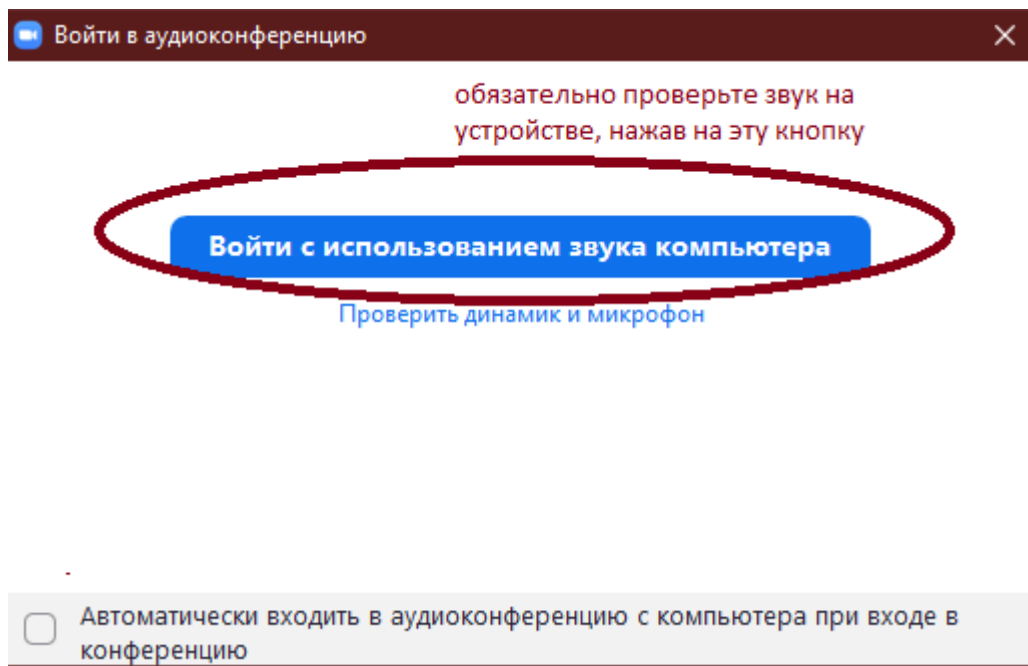 Войти в аудиоконференцию
обязательно проверьте звук на
устройстве, нажав на эту кнопку
Войти с использованием звука компьютера
Проверить динамик и микрофон
Автоматически входить в аудиоконференцию с компьютера при входе в
конференцию